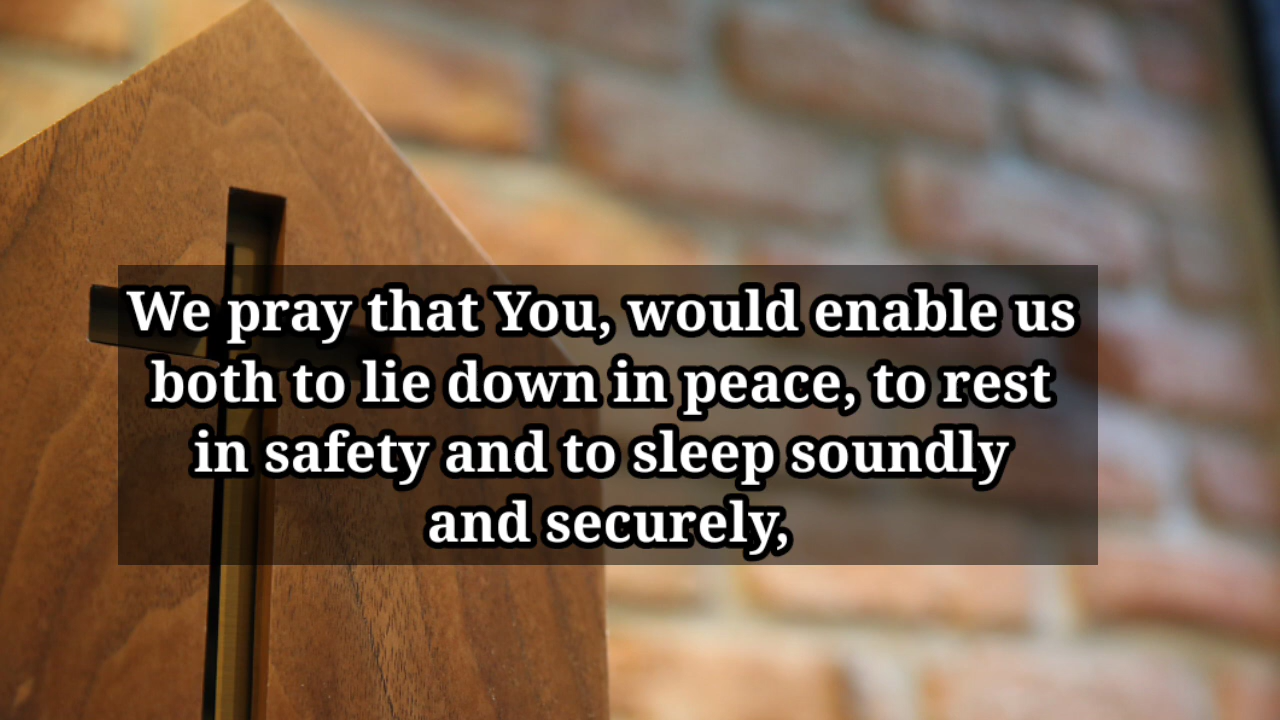 We pray that You, would enable us
both to lie down in peace, to rest
in safety and to sleep soundly
and securely,